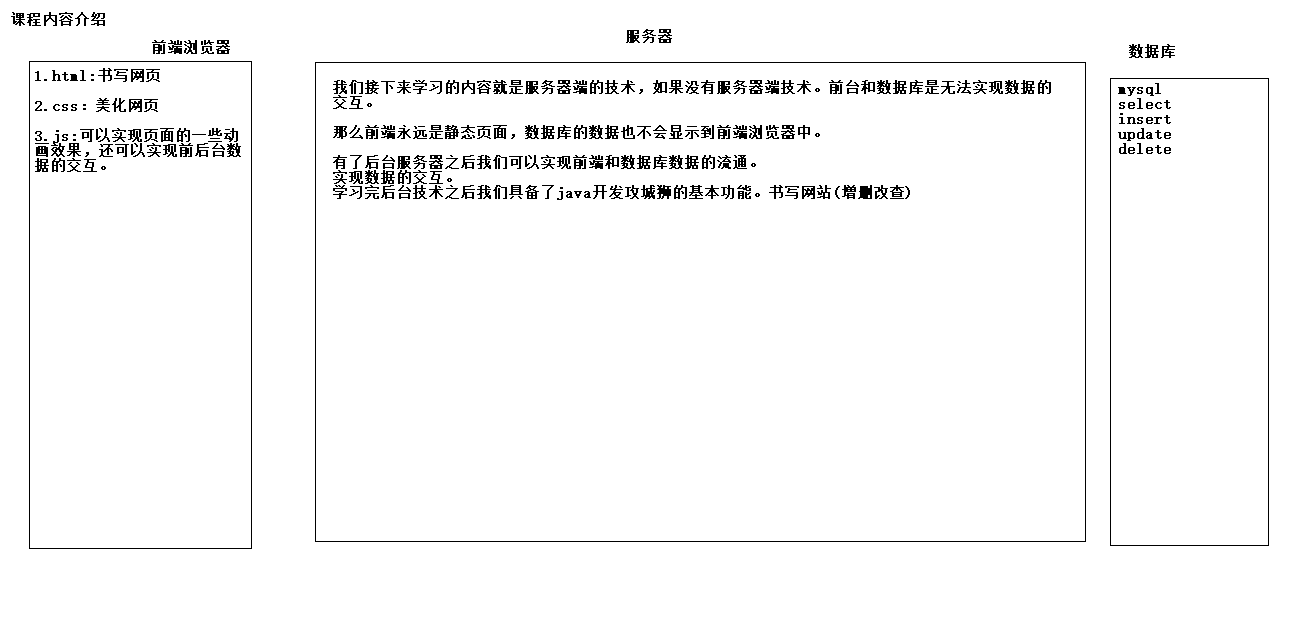 课程内容介绍
前端浏览器
1.html:书写网页
2.css：美化网页
3.js:可以实现页面的一些动
画效果，还可以实现前后台数
据的交互。
服务器
我们接下来学习的内容就是服务器端的技术，如果没有服务器端技术。前台和数据库是无法实现数据的
交互。
那么前端永远是静态页面，数据库的数据也不会显示到前端浏览器中。
有了后台服务器之后我们可以实现前端和数据库数据的流通。
实现数据的交互。
学习完后台技术之后我们具备了java开发攻城狮的基本功能。书写网站(增删改查)
数据库
mysql
select
insert
update
delete